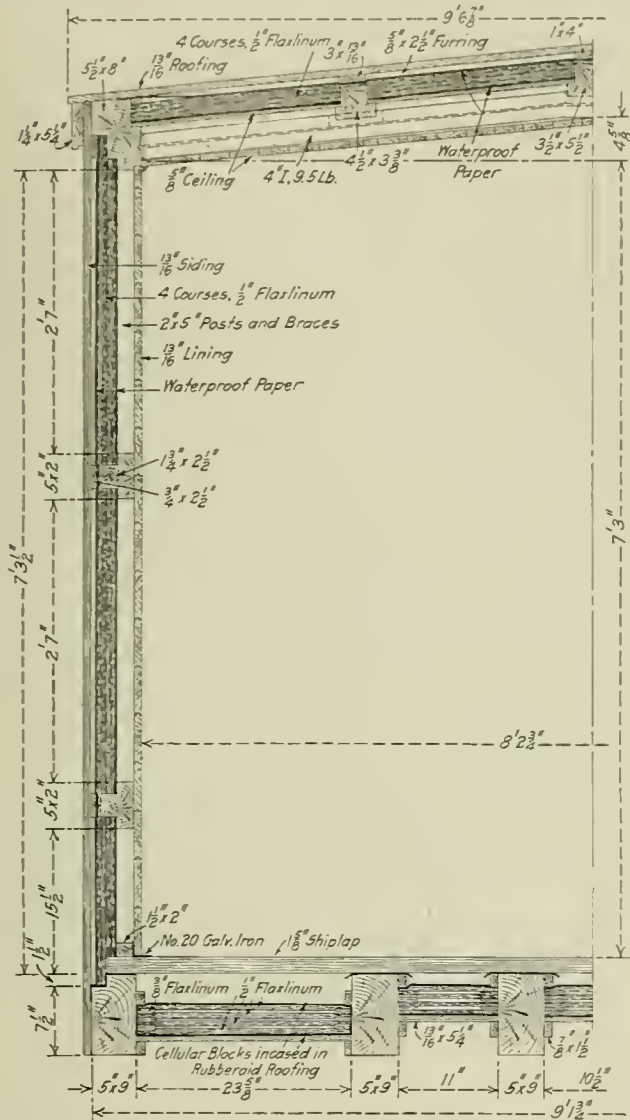 9'6 7/8"
4 Courses, 1/2" Flaxlinum
3"x 13/16"
5/8"x 2 1/2" Furring
1"x 4"
5 1/2"x 8"
13/16" Roofing
1 1/4"x 5 1/4"
5/8" Ceiling
4" I, 9.5 Lb.
4 1/2"x 3 3/8"
Waterproof
Paper
3 1/2"x 5 1/2"
4 5/8"
13/16" Siding
4 Courses, 1/2" Flaxlinum
2"x 5" Posts and Braces
13/16" Lining
Waterproof Paper
2'7"
1 3/4"x 2 1/2"
3/4"x 2 1/2"
5"x2"
7'3 1/2"
7'3"
2'7"
8'2 3/4"
5"x2"
15 1/2"
1 1/2"x 2"
No.20 Galv. Iron
1 5/8" Shiplap
1 1/2"
7 1/2"
3/8" Flaxlinum
1/2" Flaxlinum
13/16"x 5 1/4"
7/8"x 1 1/2"
Cellular Blocks incased in
Rubberoid Roofing
5"x9"
23 5/8"
5"x9"
11"
5"x9"
10 1/2"
9'1 3/4"